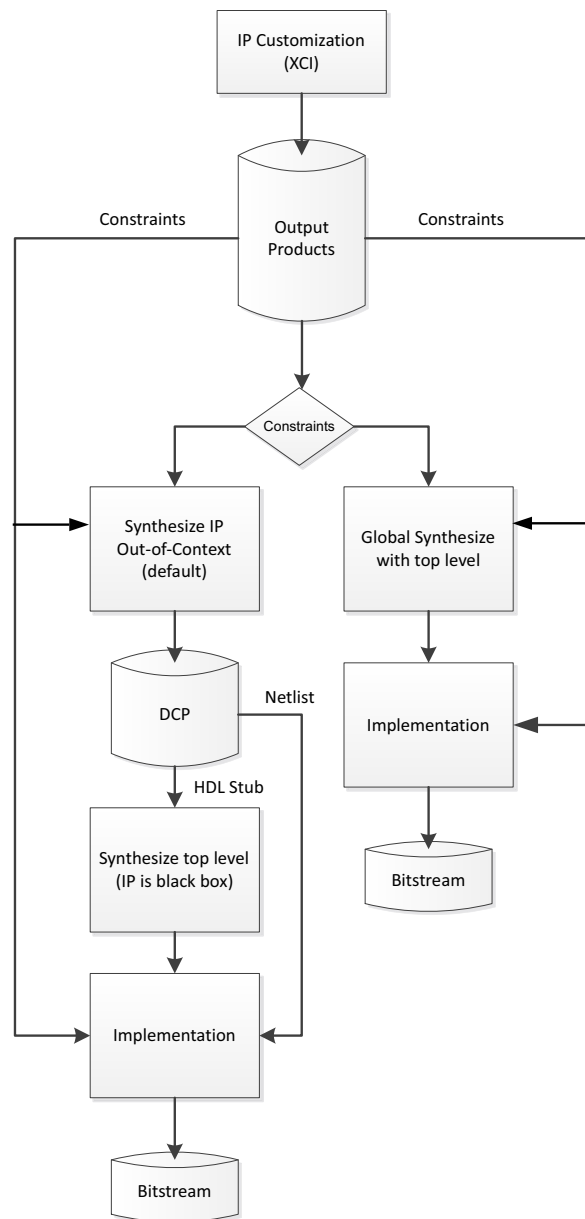 IP Customization
(XCI)
Constraints
Constraints
Output
Products
Constraints
Synthesize IP
Out-of-Context
(default)
Global Synthesize
with top level
Netlist
DCP
Implementation
HDL Stub
Synthesize top level
(IP is black box)
Bitstream
Implementation
Bitstream